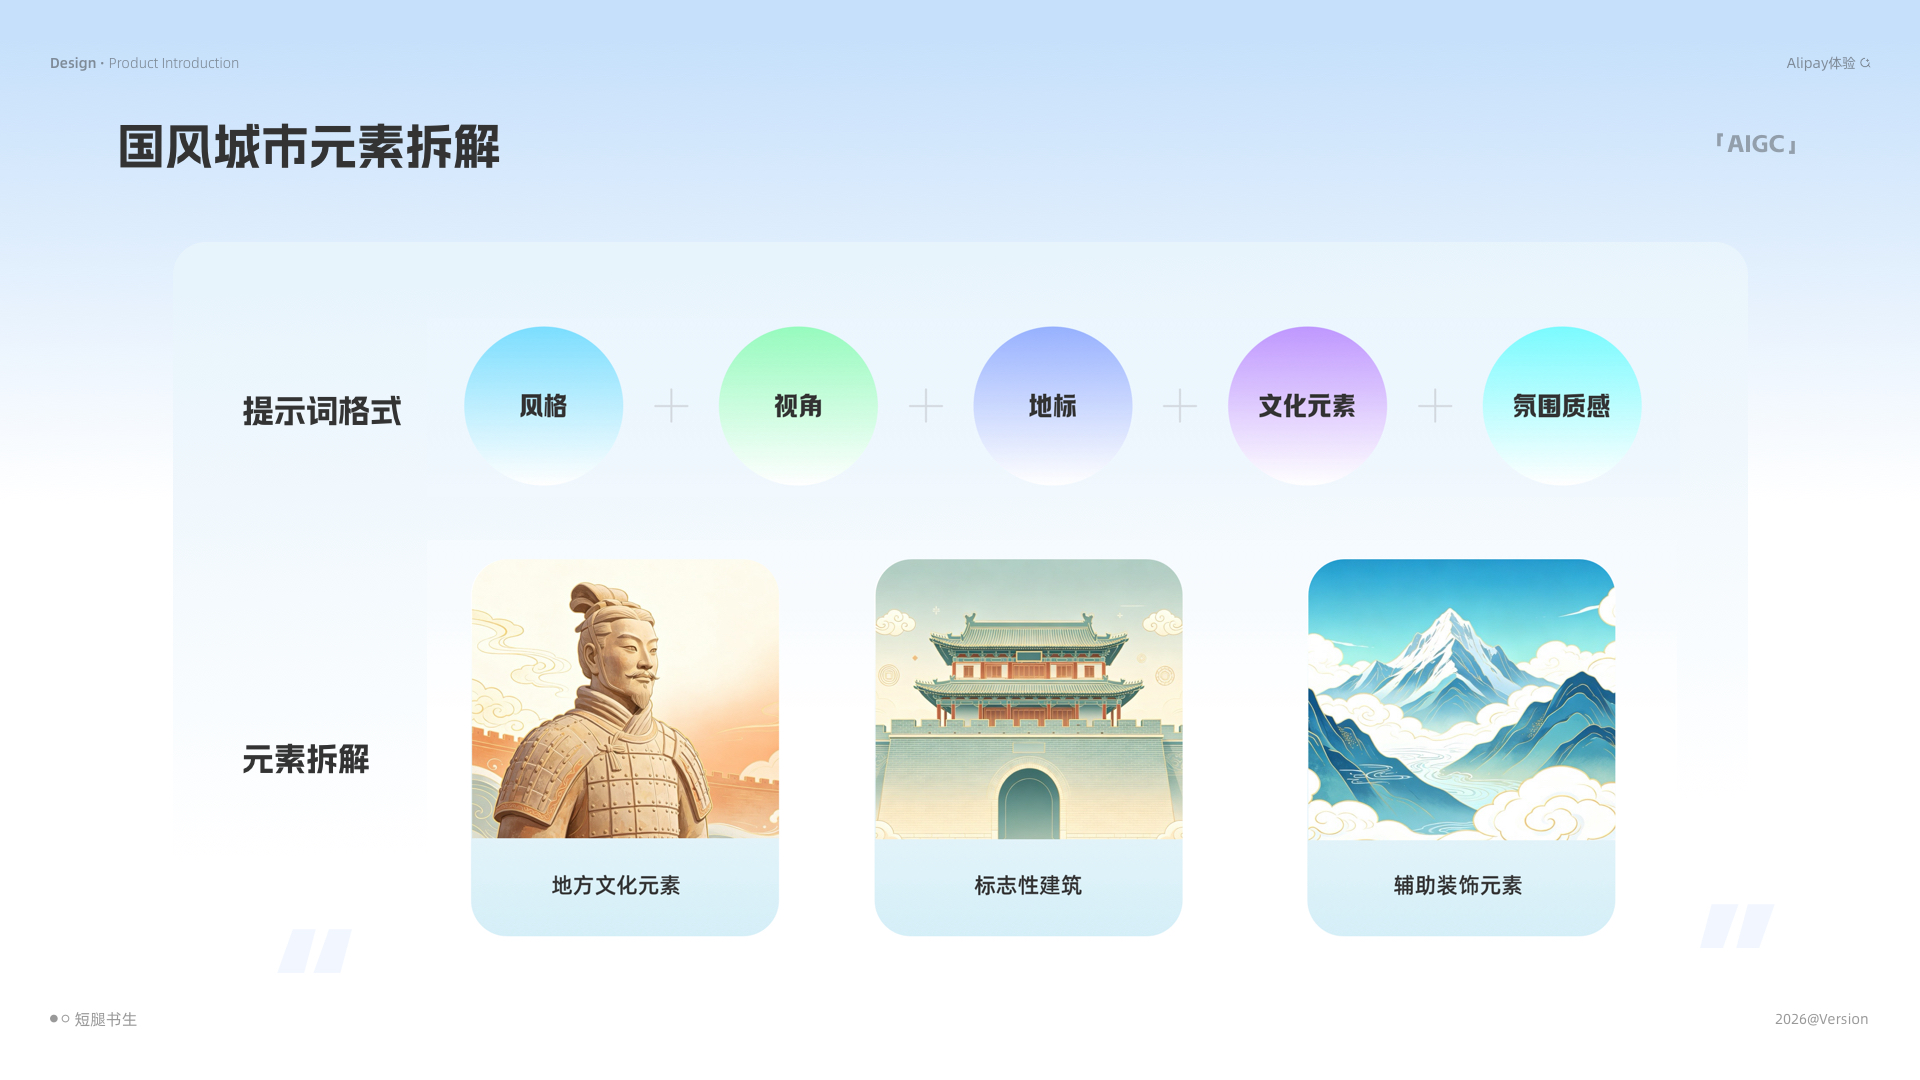 Design · Product Introduction
Alipay体验
国风城市元素拆解
「AIGC」
提示词格式
风格
视角
地标
文化元素
氛围质感
元素拆解
地方文化元素
标志性建筑
辅助装饰元素
短腿书生
2026@Version